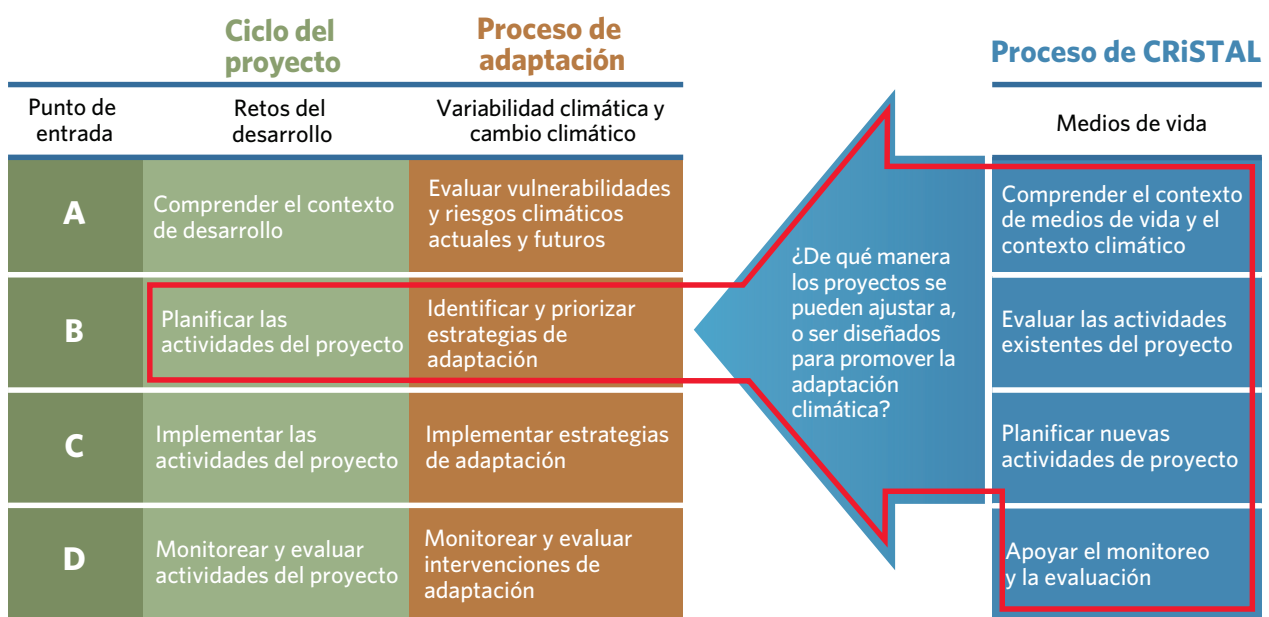 Ciclo del
proyecto
Proceso de
adaptación
Proceso de CRiSTAL
Punto de
entrada
Retos del
desarrollo
Variabilidad climática y
cambio climático
Medios de vida
A
Comprender el contexto
de desarrollo
Evaluar vulnerabilidades
y riesgos climáticos
actuales y futuros
Comprender el contexto
de medios de vida y el
contexto climático
B
Planificar las
actividades del proyecto
Identificar y priorizar
estrategias de
adaptación
¿De qué manera
los proyectos se
pueden ajustar a,
o ser diseñados
para promover la
adaptación
climática?
Evaluar las actividades
existentes del proyecto
C
Implementar las
actividades del proyecto
Implementar estrategias
de adaptación
Planificar nuevas
actividades de proyecto
D
Monitorear y evaluar
actividades del proyecto
Monitorear y evaluar
intervenciones de
adaptación
Apoyar el monitoreo
y la evaluación